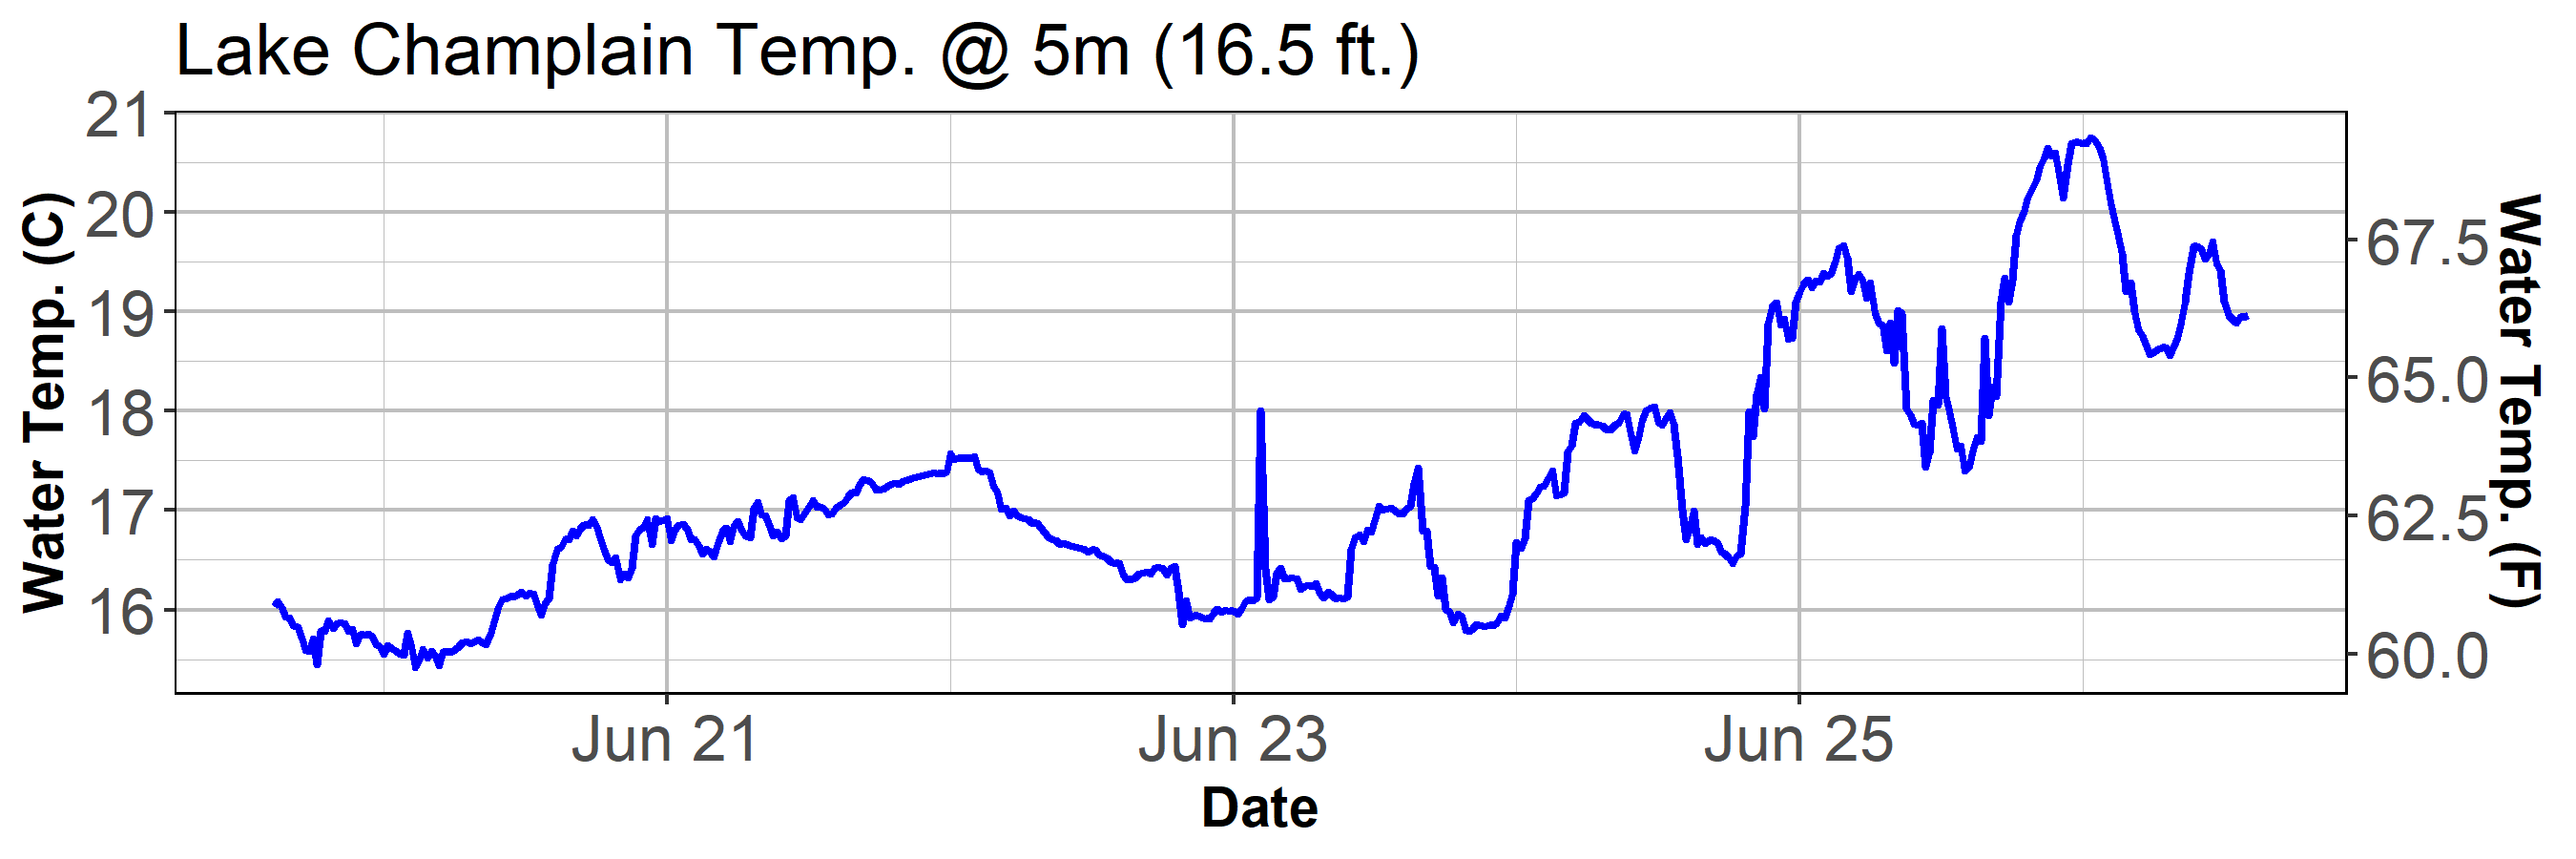 Lake Champlain Temp. @ 5m (16.5 ft.)
Water Temp. (C)
21
20
19
18
17
16
67.5
65.0
62.5
60.0
Water Temp. (F)
Jun 21
Jun 23
Jun 25
Date